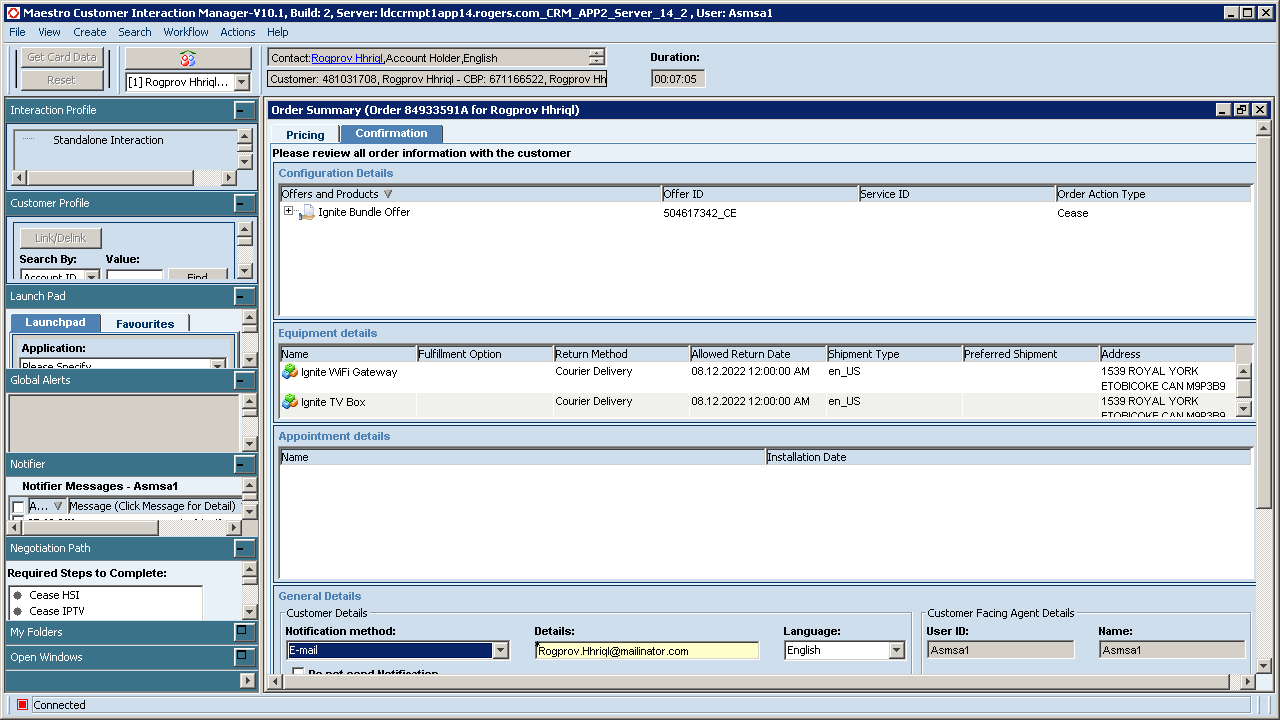 Maestro Customer Interaction Manager-V10.1, Build: 2, Server: ldccrmpt1app14.rogers.com_CRM_APP2_Server_14_2 , User: Asmsa1
File View Create Search Workflow Actions Help
Get Card Data
Reset
[1] Rogprov Hhriql...
Contact:Rogprov Hhriql,Account Holder,English
Customer: 481031708, Rogprov Hhriql - CBP: 671166522, Rogprov Hh
Duration:
00:07:05
Interaction Profile
Standalone Interaction
Customer Profile
Link/Delink
Search By: Value:
Account ID Find
Launch Pad
Launchpad Favourites
Application:
Please Specify
Global Alerts
Notifier
Notifier Messages - Asmsa1
A... Message (Click Message for Detail)
Negotiation Path
Required Steps to Complete:
Cease HSI
Cease IPTV
My Folders
Open Windows
Order Summary (Order 84933591A for Rogprov Hhriql)
Pricing Confirmation
Please review all order information with the customer
Configuration Details
Offers and Products Offer ID Service ID Order Action Type
Ignite Bundle Offer 504617342_CE Cease
Equipment details
Name Fulfillment Option Return Method Allowed Return Date Shipment Type Preferred Shipment Address
Ignite WiFi Gateway Courier Delivery 08.12.2022 12:00:00 AM en_US 1539 ROYAL YORK
ETOBICOKE CAN M9P3B9
Ignite TV Box Courier Delivery 08.12.2022 12:00:00 AM en_US 1539 ROYAL YORK
ETOBICOKE CAN M9P3B9
Appointment details
Name Installation Date
General Details
Customer Details
Notification method: Details: Language:
E-mail *Rogprov.Hhriql@mailinator.com English
Do not send Notification
Customer Facing Agent Details
User ID: Name:
Asmsa1 Asmsa1
Connected